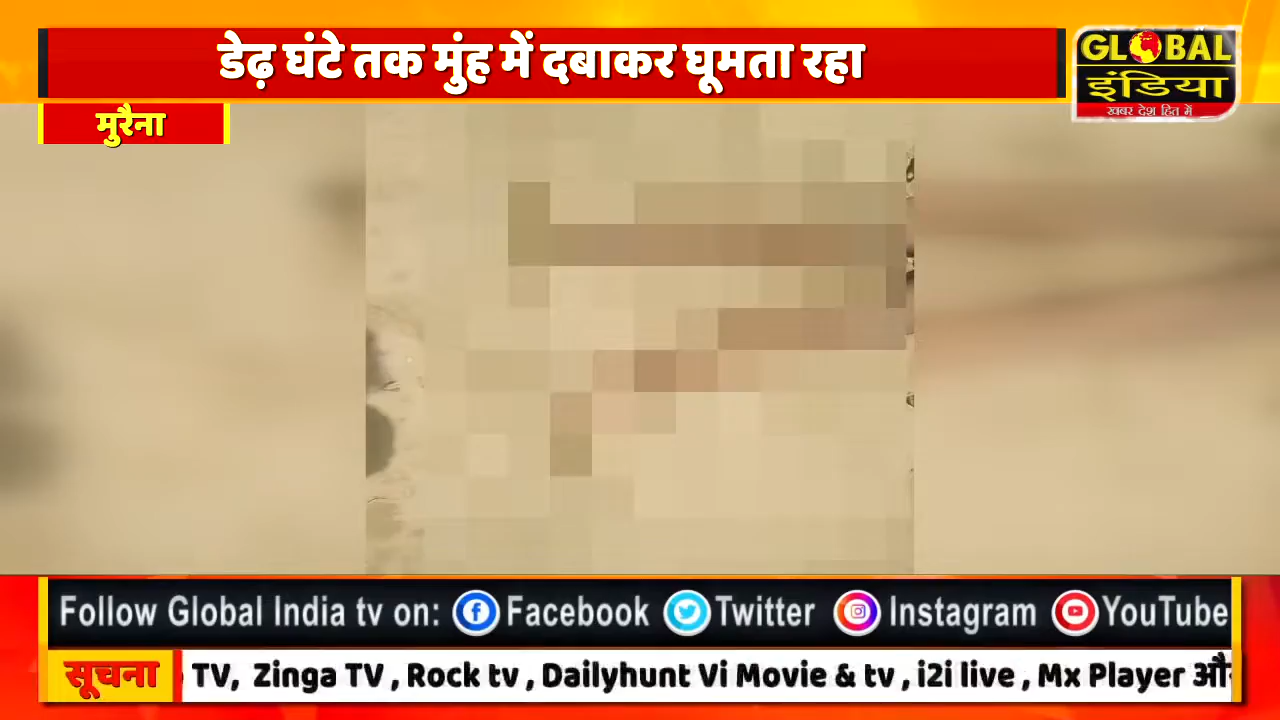 डेढ़ घंटे तक मुंह में दबाकर घूमता रहा
GLOBAL
इंडिया
खबर देश हित में
मुरैना
Follow Global India tv on: Facebook Twitter Instagram YouTube
सूचना TV, Zinga TV , Rock tv , Dailyhunt Vi Movie & tv , i2i live , Mx Player और